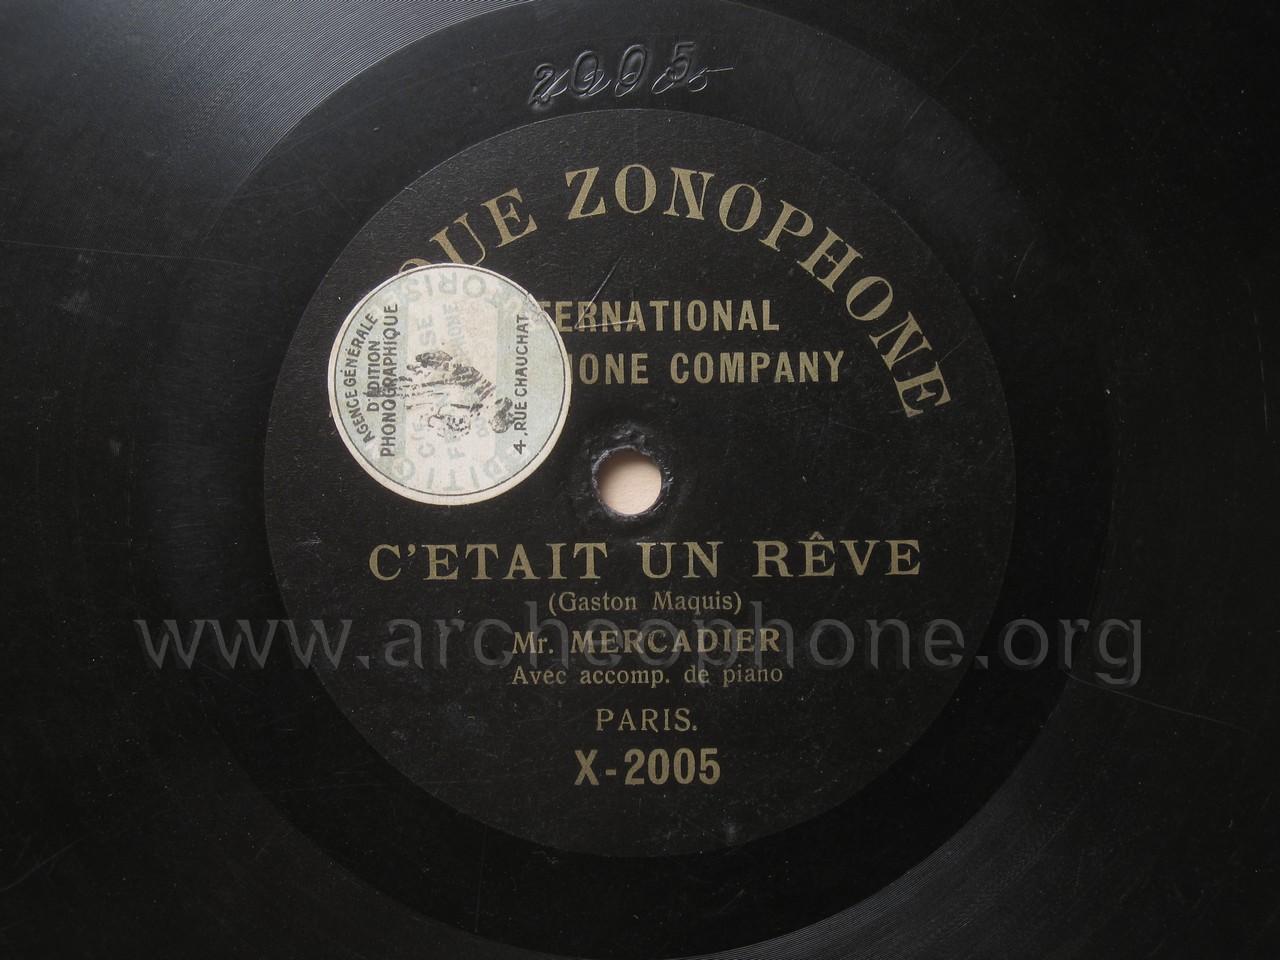 2005
QUE ZONOPHONE
TERNATIONAL
ONE COMPANY
AGENCE GÉNÉRALE
D'ÉDITION
PHONOGRAPHIQUE
4, RUE CHAUCHAT
C'ETAIT UN RÊVE
(Gaston Maquis)
www.archeophone.org
Mr. MERCADIER
Avec accomp. de piano
PARIS.
X-2005